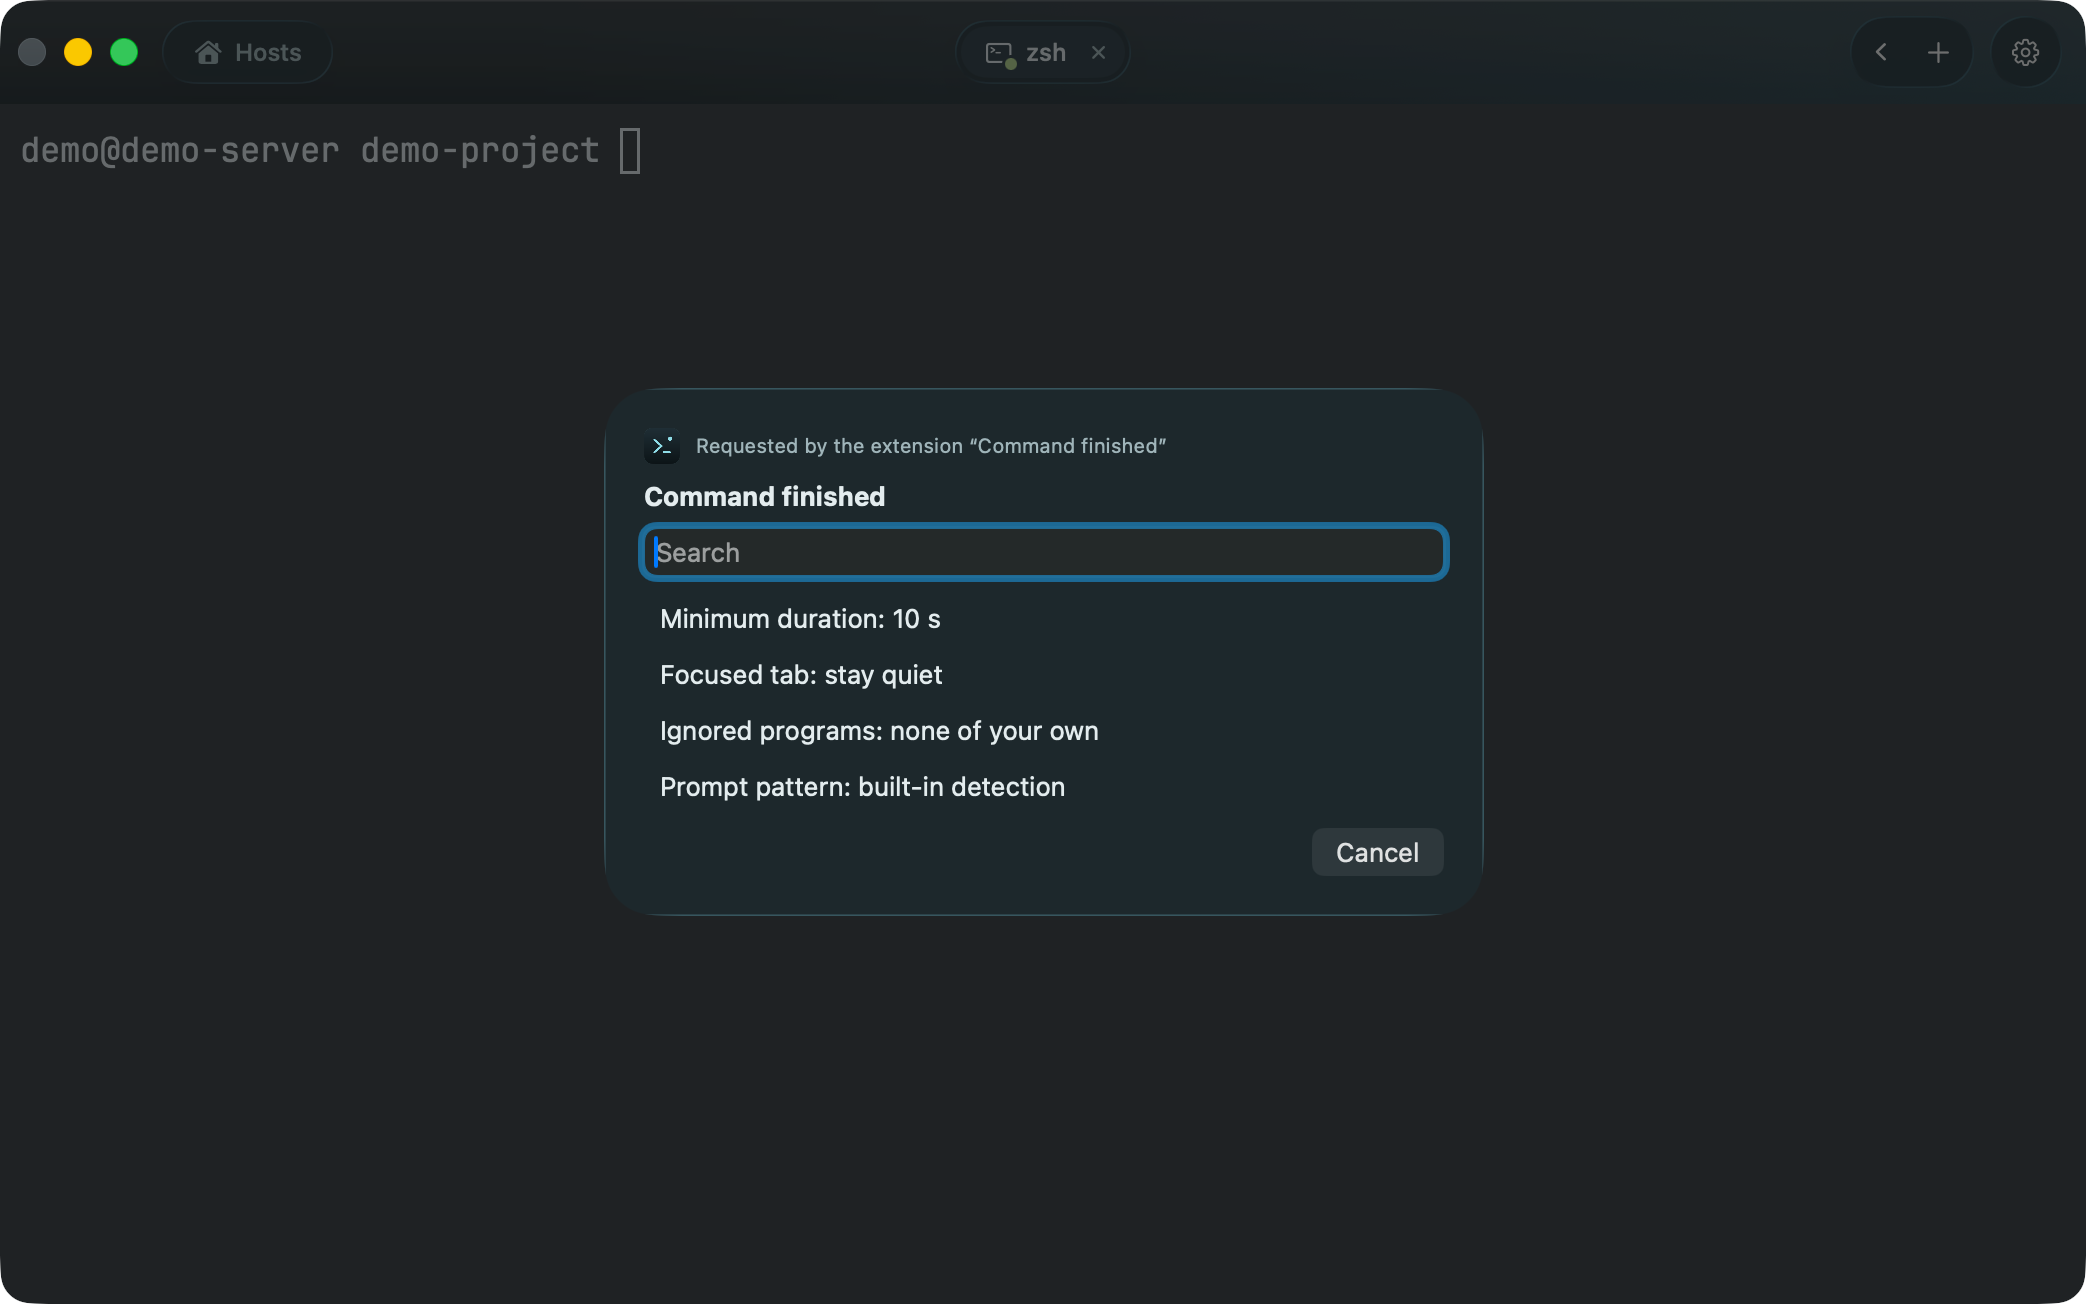 Hosts
zsh
demo@demo-server demo-project
Requested by the extension “Command finished”
Command finished
Search
Minimum duration: 10 s
Focused tab: stay quiet
Ignored programs: none of your own
Prompt pattern: built-in detection
Cancel